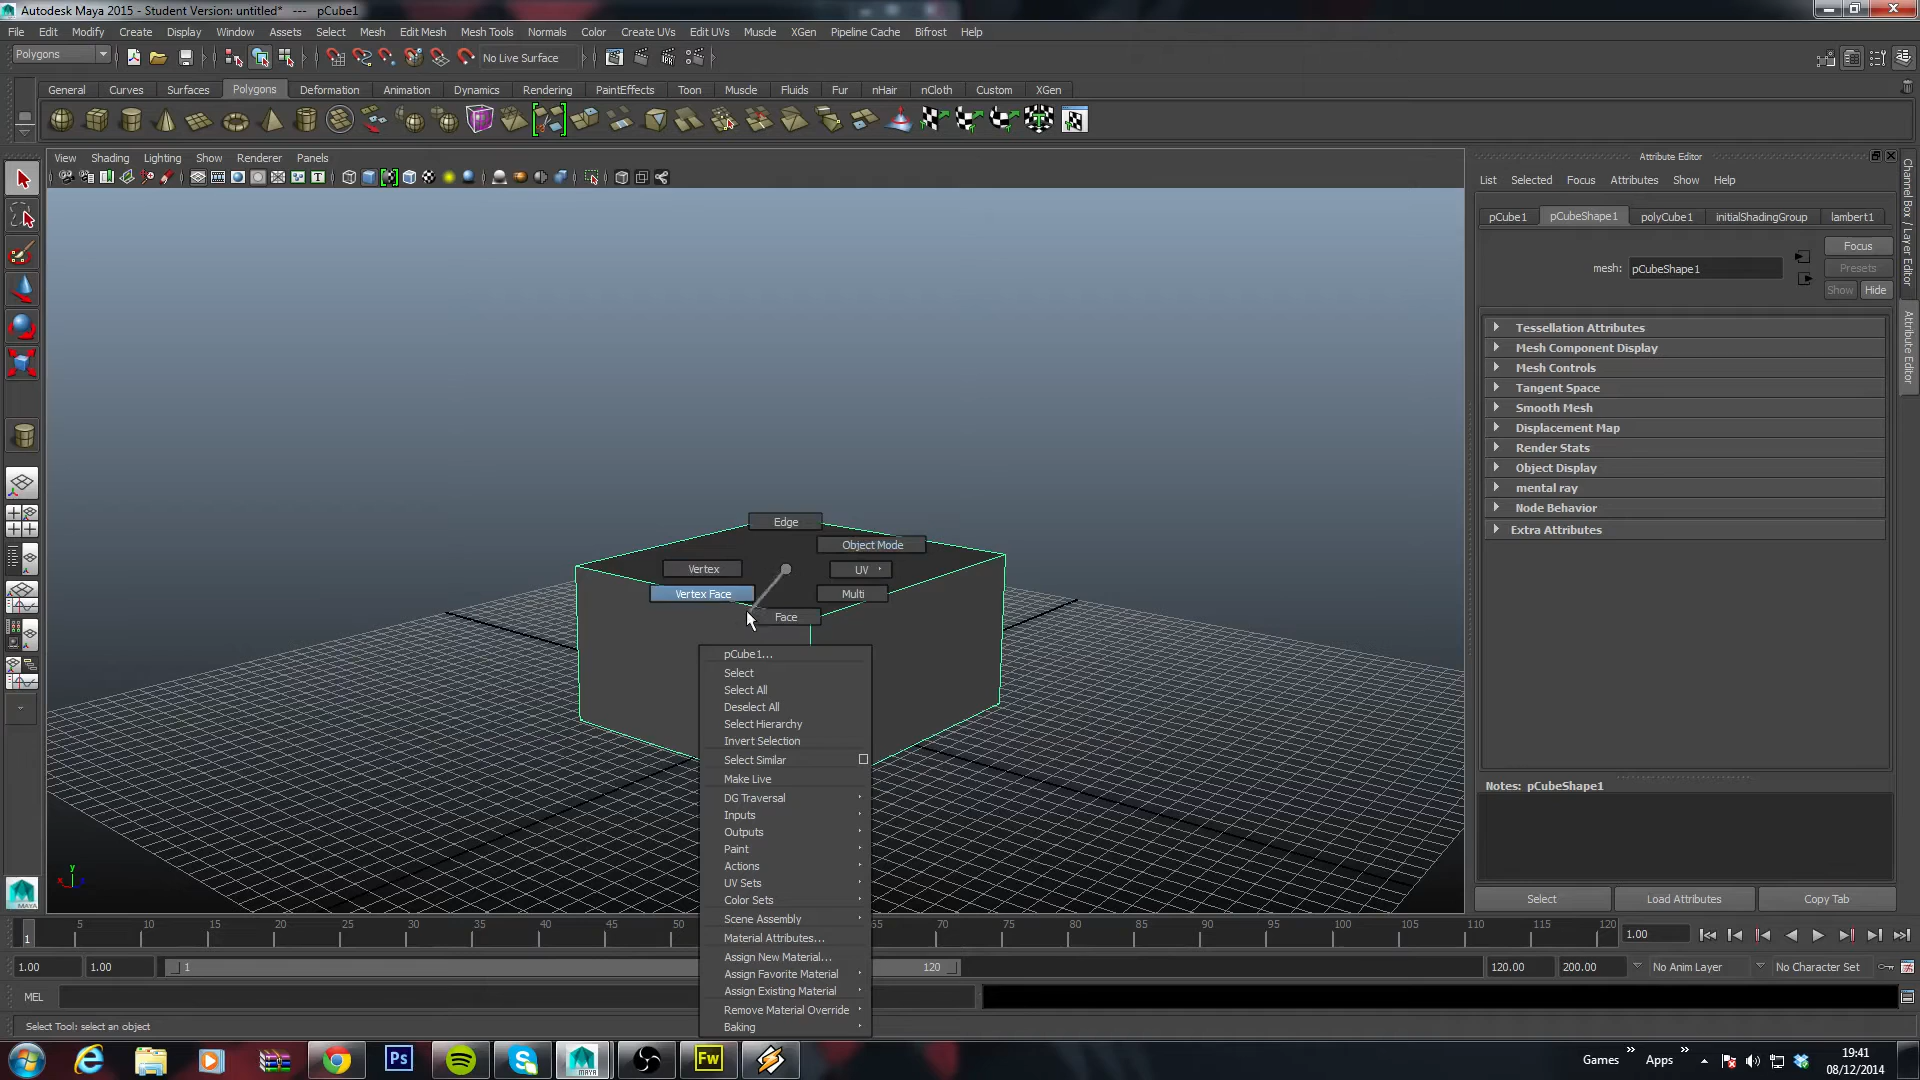 Autodesk Maya 2015 - Student Version: untitled*   ---   pCube1
File Edit Modify Create Display Window Assets Select Mesh Edit Mesh Mesh Tools Normals Color Create UVs Edit UVs Muscle XGen Pipeline Cache Bifrost Help
Polygons No Live Surface
General Curves Surfaces Polygons Deformation Animation Dynamics Rendering PaintEffects Toon Muscle Fluids Fur nHair nCloth Custom XGen
View Shading Lighting Show Renderer Panels
Attribute Editor
List Selected Focus Attributes Show Help
pCube1 pCubeShape1 polyCube1 initialShadingGroup lambert1
Focus
mesh: pCubeShape1
Presets
Show Hide
Tessellation Attributes
Mesh Component Display
Mesh Controls
Tangent Space
Smooth Mesh
Displacement Map
Render Stats
Object Display
mental ray
Node Behavior
Extra Attributes
Notes: pCubeShape1
Select Load Attributes Copy Tab
Channel Box / Layer Editor
Attribute Editor
Edge
Object Mode
Vertex
UV
Vertex Face
Multi
Face
pCube1...
Select
Select All
Deselect All
Select Hierarchy
Invert Selection
Select Similar
Make Live
DG Traversal
Inputs
Outputs
Paint
Actions
UV Sets
Color Sets
Scene Assembly
Material Attributes...
Assign New Material...
Assign Favorite Material
Assign Existing Material
Remove Material Override
Baking
y
x
MAYA
1 5 10 15 20 25 30 35 40 45 50 65 70 75 80 85 90 95 100 105 110 115 120
1.00
1.00 1.00 1 120 120.00 200.00 No Anim Layer No Character Set
MEL
Select Tool: select an object
Ps MAYA Fw
Games » Apps »
19:41
08/12/2014